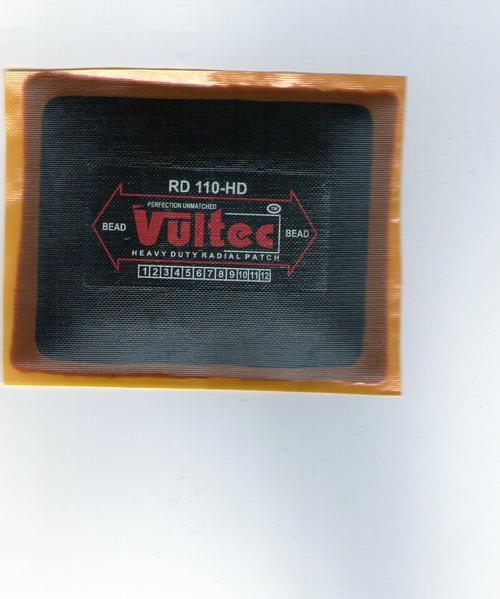 RD 110-HD
PERFECTION UNMATCHED
TM
BEAD Vultec BEAD
HEAVY DUTY RADIAL PATCH
1 2 3 4 5 6 7 8 9 10 11 12